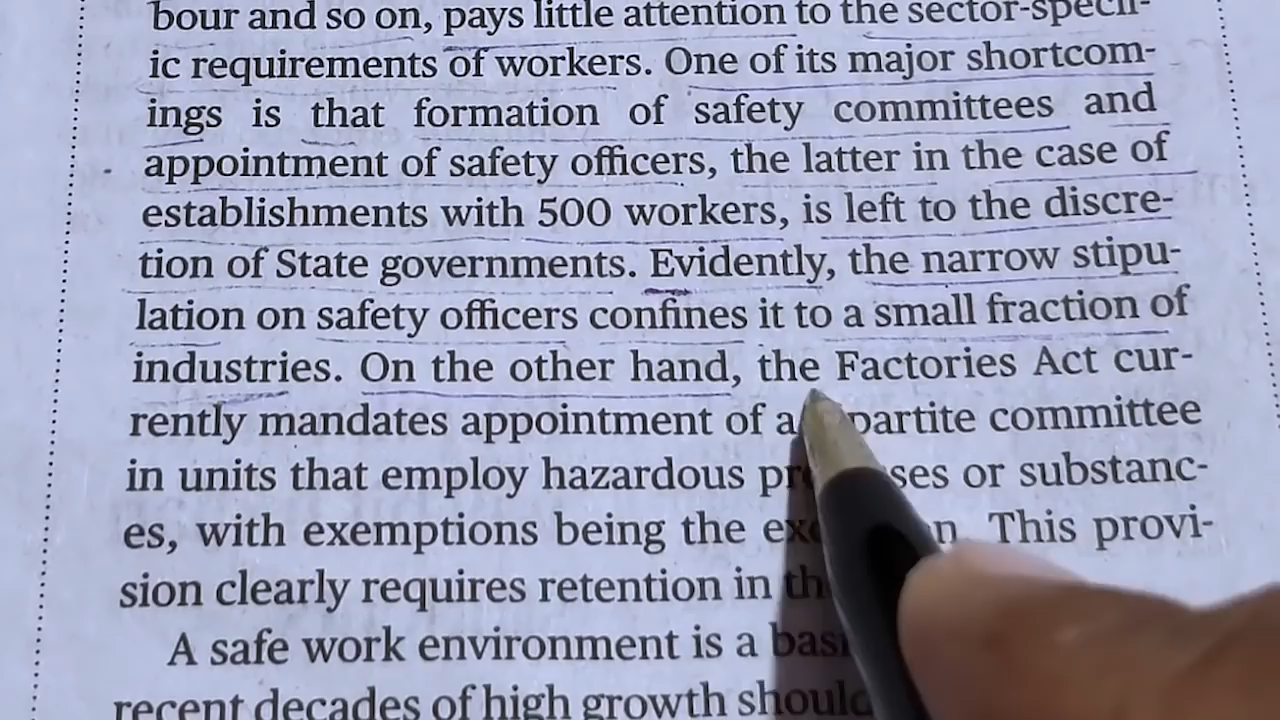 bour and so on, pays little attention to the sector-specif-
ic requirements of workers. One of its major shortcom-
ings is that formation of safety committees and
appointment of safety officers, the latter in the case of
establishments with 500 workers, is left to the discre-
tion of State governments. Evidently, the narrow stipu-
lation on safety officers confines it to a small fraction of
industries. On the other hand, the Factories Act cur-
rently mandates appointment of a partite committee
in units that employ hazardous or substanc-
es, with exemptions being the This provi-
sion clearly requires retention in
A safe work environment is a
recent decades of high growth should